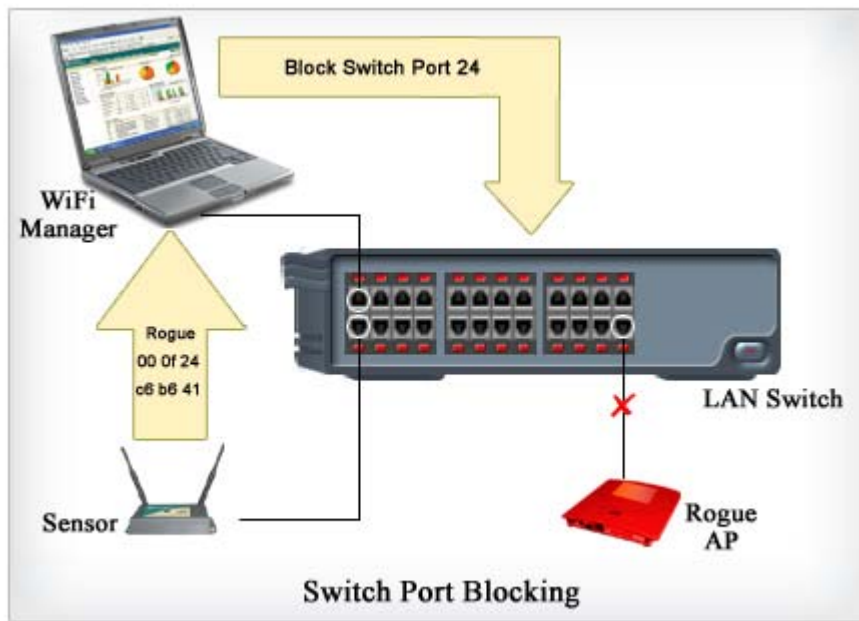 Block Switch Port 24
WiFi
Manager
Rogue
00 0f 24
c6 b6 41
LAN Switch
Sensor
Rogue
AP
Switch Port Blocking